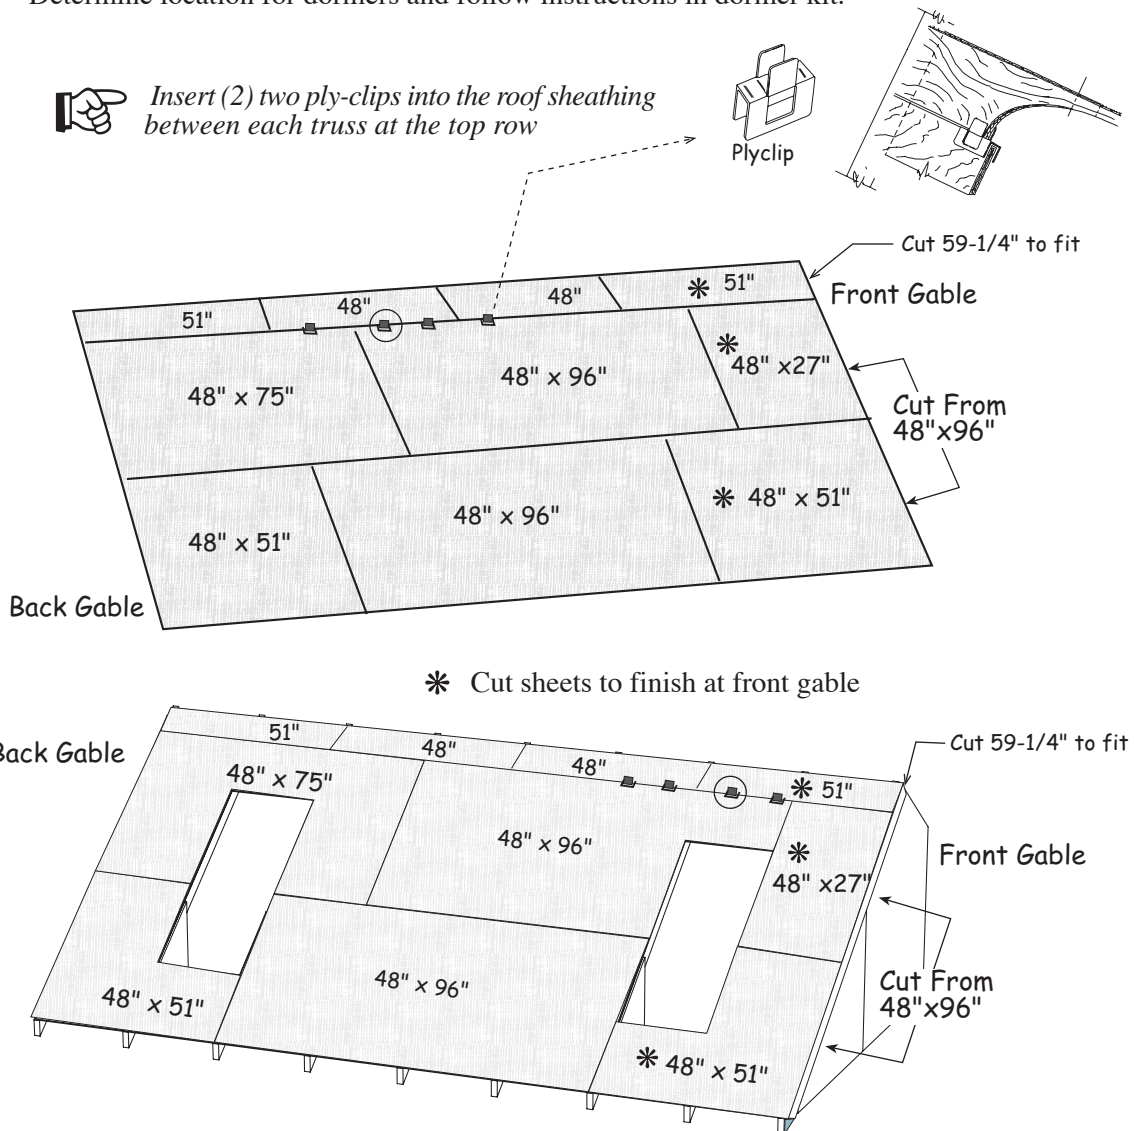 Determine location for dormers and follow instructions in dormer kit.
Insert (2) two ply-clips into the roof sheathing
between each truss at the top row
Plyclip
Cut 59-1/4" to fit
Front Gable
51"
48"
48"
51"
48" x 75"
48" x 96"
48" x27"
Cut From
48"x96"
48" x 51"
48" x 96"
48" x 51"
Back Gable
Cut sheets to finish at front gable
Back Gable
51"
48"
48"
51"
Cut 59-1/4" to fit
48" x 75"
48" x 96"
48" x27"
Front Gable
48" x 51"
48" x 96"
48" x 51"
Cut From
48"x96"